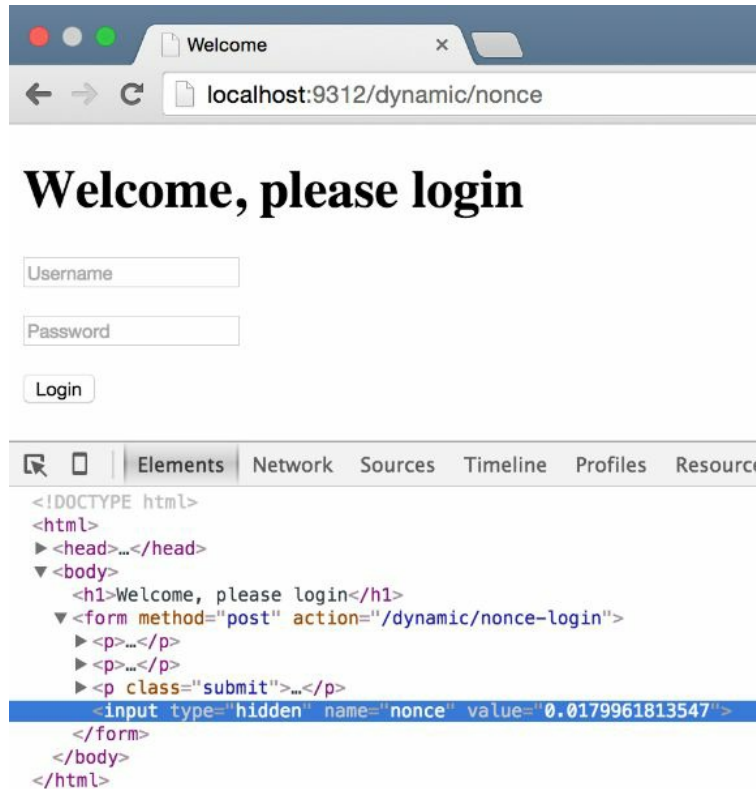 Welcome
localhost:9312/dynamic/nonce
Welcome, please login
Username
Password
Login
Elements Network Sources Timeline Profiles Resource
<!DOCTYPE html>
<html>
▶<head>…</head>
▼<body>
<h1>Welcome, please login</h1>
▼<form method="post" action="/dynamic/nonce-login">
▶<p>…</p>
▶<p>…</p>
▶<p class="submit">…</p>
<input type="hidden" name="nonce" value="0.0179961813547">
</form>
</body>
</html>